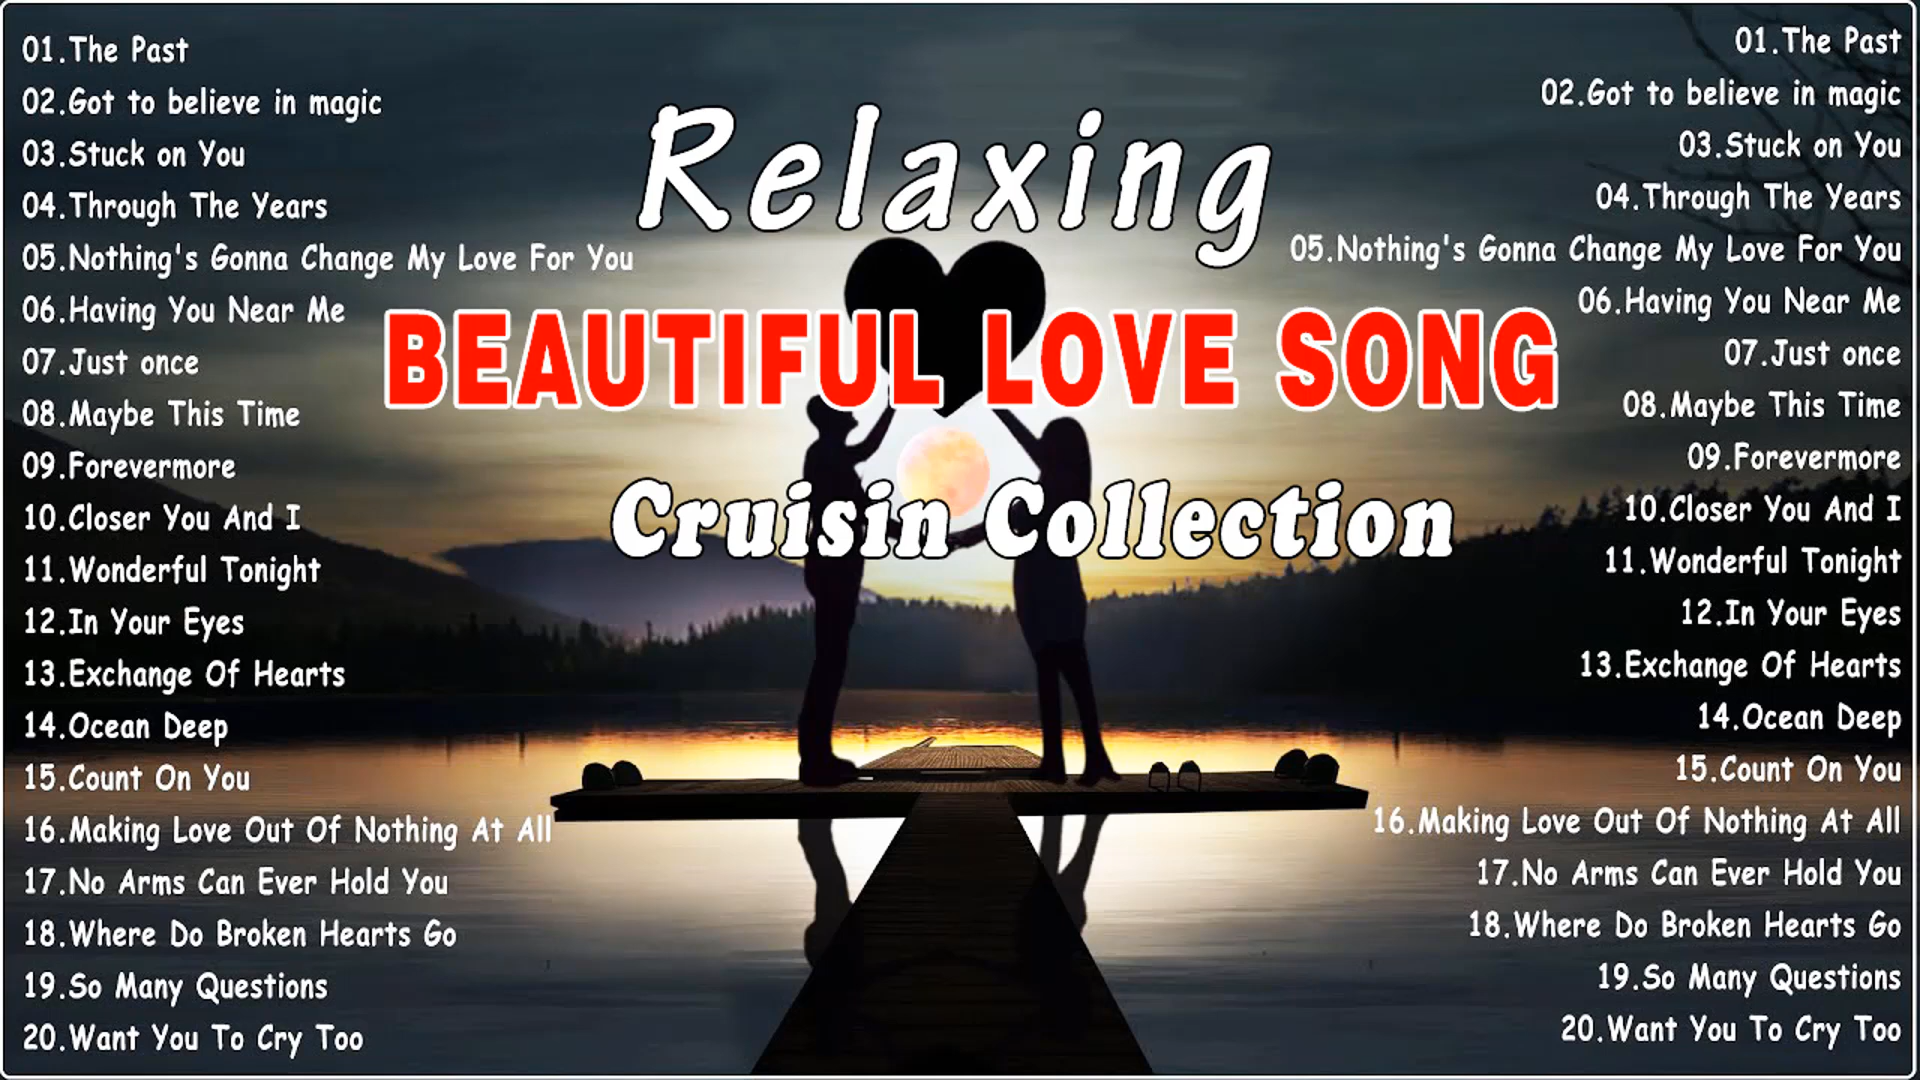 01.The Past
02.Got to believe in magic
03.Stuck on You
04.Through The Years
05.Nothing's Gonna Change My Love For You
06.Having You Near Me
07.Just once
08.Maybe This Time
09.Forevermore
10.Closer You And I
11.Wonderful Tonight
12.In Your Eyes
13.Exchange Of Hearts
14.Ocean Deep
15.Count On You
16.Making Love Out Of Nothing At All
17.No Arms Can Ever Hold You
18.Where Do Broken Hearts Go
19.So Many Questions
20.Want You To Cry Too
Relaxing
BEAUTIFUL LOVE SONG
Cruisin Collection
01.The Past
02.Got to believe in magic
03.Stuck on You
04.Through The Years
05.Nothing's Gonna Change My Love For You
06.Having You Near Me
07.Just once
08.Maybe This Time
09.Forevermore
10.Closer You And I
11.Wonderful Tonight
12.In Your Eyes
13.Exchange Of Hearts
14.Ocean Deep
15.Count On You
16.Making Love Out Of Nothing At All
17.No Arms Can Ever Hold You
18.Where Do Broken Hearts Go
19.So Many Questions
20.Want You To Cry Too